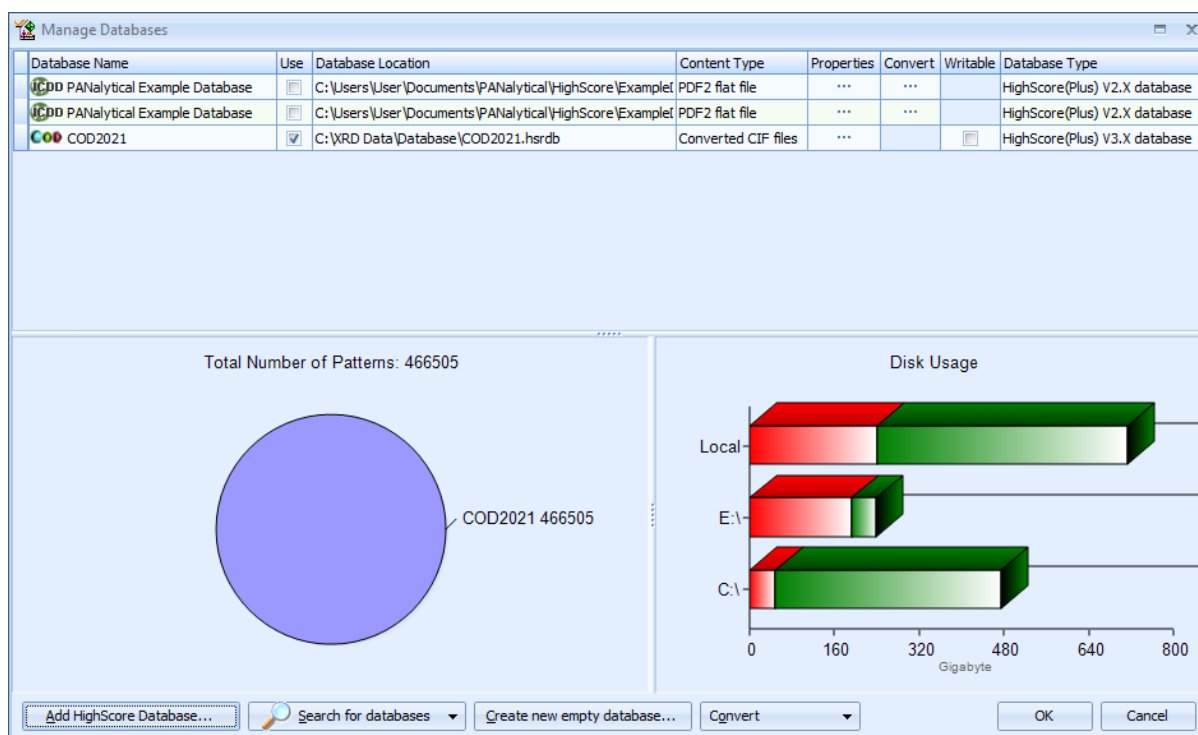 Manage Databases
Database Name Use Database Location Content Type Properties Convert Writable Database Type
ICDD PANalytical Example Database C:\Users\User\Documents\PANalytical\HighScore\Example PDF2 flat file ... ... HighScore(Plus) V2.X database
ICDD PANalytical Example Database C:\Users\User\Documents\PANalytical\HighScore\Example PDF2 flat file ... ... HighScore(Plus) V2.X database
COD COD2021 C:\XRD Data\Database\COD2021.hsrdb Converted CIF files ... HighScore(Plus) V3.X database
Total Number of Patterns: 466505
COD2021 466505
Disk Usage
Local
E:\
C:\
0 160 320 480 640 800
Gigabyte
Add HighScore Database... Search for databases Create new empty database... Convert OK Cancel